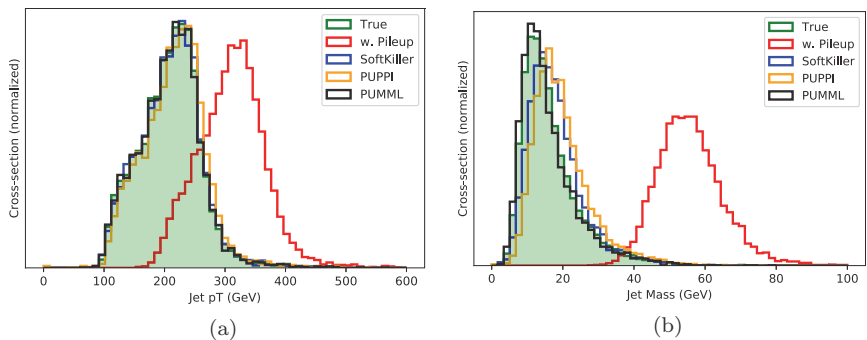 Cross-section (normalized)
True
w. Pileup
SoftKiller
PUPPI
PUMML
0 100 200 300 400 500 600
Jet pT (GeV)
(a)
Cross-section (normalized)
True
w. Pileup
SoftKiller
PUPPI
PUMML
0 20 40 60 80 100
Jet Mass (GeV)
(b)